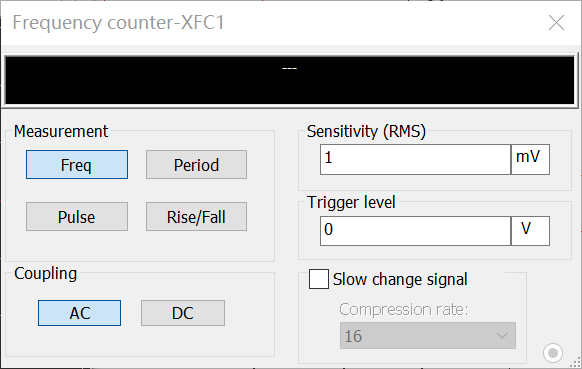 Frequency counter-XFC1
---
Measurement
Freq
Period
Pulse
Rise/Fall
Coupling
AC
DC
Sensitivity (RMS)
1 mV
Trigger level
0 V
Slow change signal
Compression rate:
16